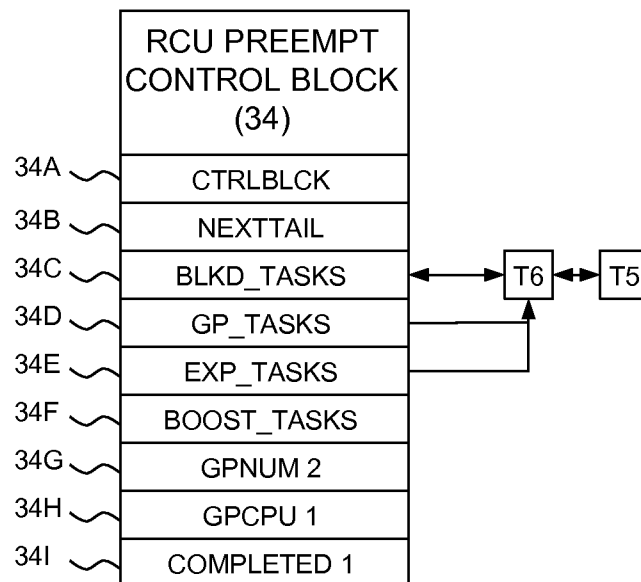 RCU PREEMPT
CONTROL BLOCK
(34)
34A CTRLBLCK
34B NEXTTAIL
34C BLKD_TASKS T6 T5
34D GP_TASKS
34E EXP_TASKS
34F BOOST_TASKS
34G GPNUM 2
34H GPCPU 1
34I COMPLETED 1